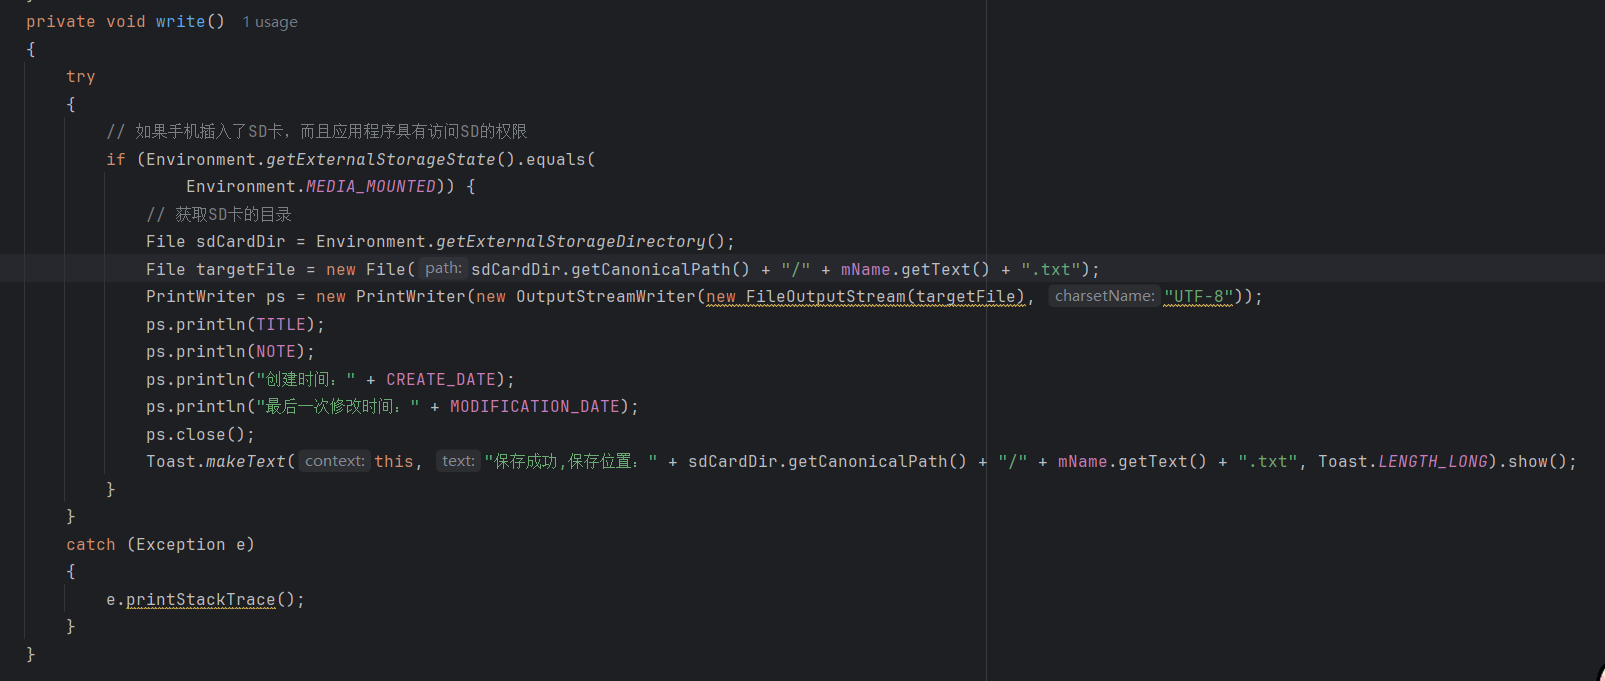 private void write() 1 usage
{
try
{
// 如果手机插入了SD卡，而且应用程序具有访问SD的权限
if (Environment.getExternalStorageState().equals(
Environment.MEDIA_MOUNTED)) {
// 获取SD卡的目录
File sdCardDir = Environment.getExternalStorageDirectory();
File targetFile = new File( path: sdCardDir.getCanonicalPath() + "/" + mName.getText() + ".txt");
PrintWriter ps = new PrintWriter(new OutputStreamWriter(new FileOutputStream(targetFile), charsetName: "UTF-8"));
ps.println(TITLE);
ps.println(NOTE);
ps.println("创建时间：" + CREATE_DATE);
ps.println("最后一次修改时间：" + MODIFICATION_DATE);
ps.close();
Toast.makeText( context: this, text: "保存成功,保存位置：" + sdCardDir.getCanonicalPath() + "/" + mName.getText() + ".txt", Toast.LENGTH_LONG).show();
}
}
catch (Exception e)
{
e.printStackTrace();
}
}